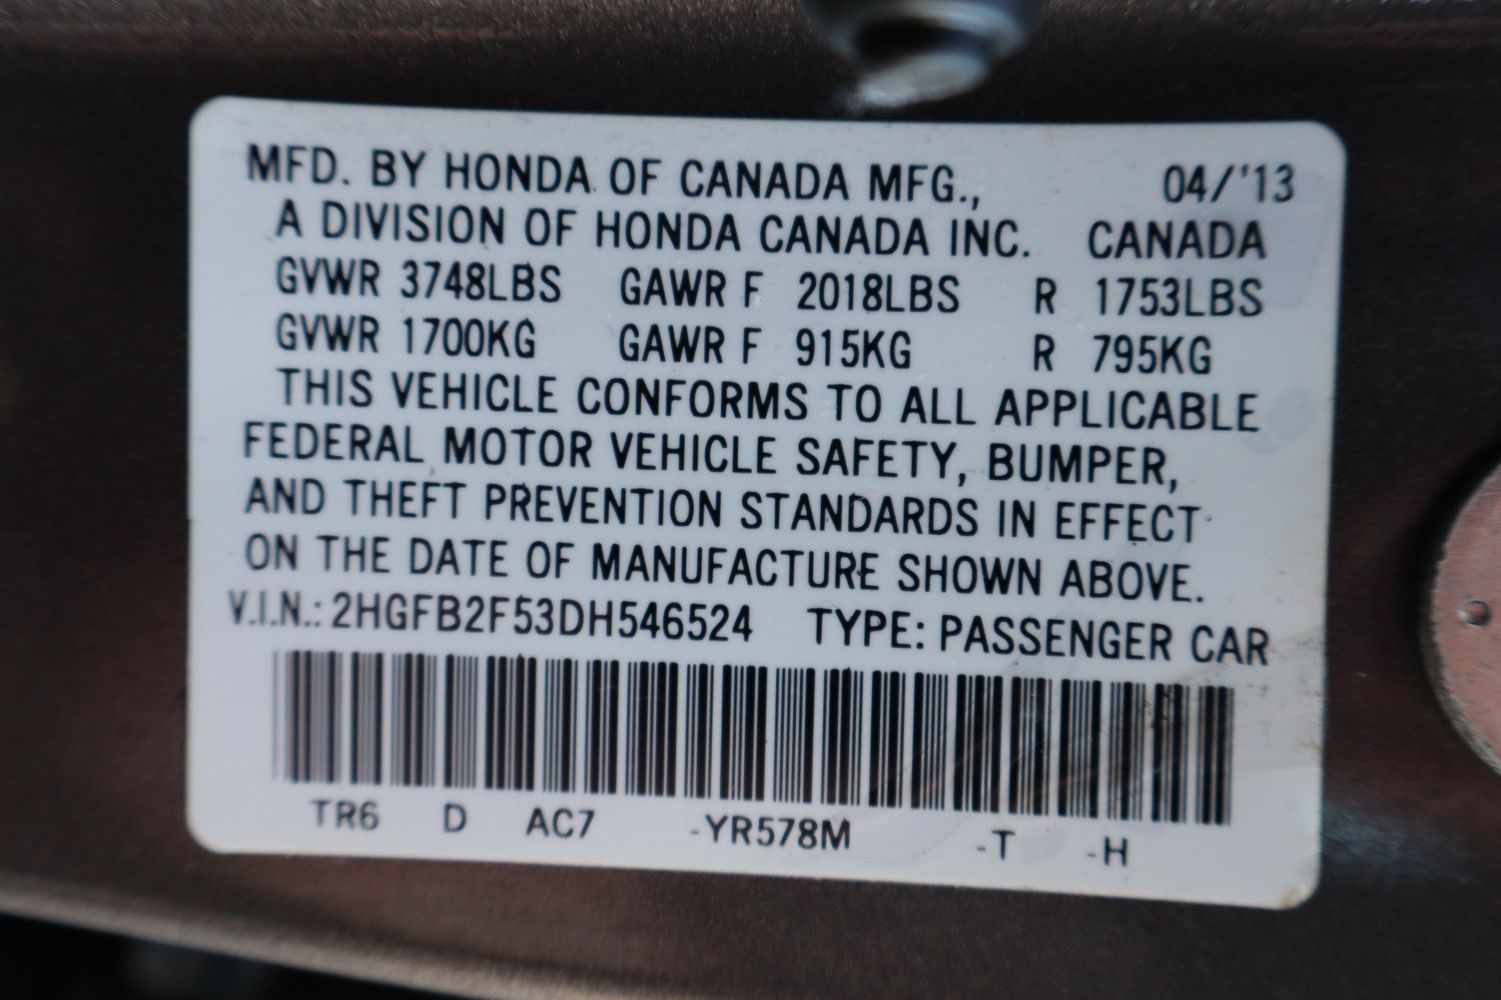 MFD. BY HONDA OF CANADA MFG., 04/'13
A DIVISION OF HONDA CANADA INC. CANADA
GVWR 3748LBS GAWR F 2018LBS R 1753LBS
GVWR 1700KG GAWR F 915KG R 795KG
THIS VEHICLE CONFORMS TO ALL APPLICABLE
FEDERAL MOTOR VEHICLE SAFETY, BUMPER,
AND THEFT PREVENTION STANDARDS IN EFFECT
ON THE DATE OF MANUFACTURE SHOWN ABOVE.
V.I.N.: 2HGFB2F53DH546524 TYPE: PASSENGER CAR
TR6 D AC7 -YR578M -T -H